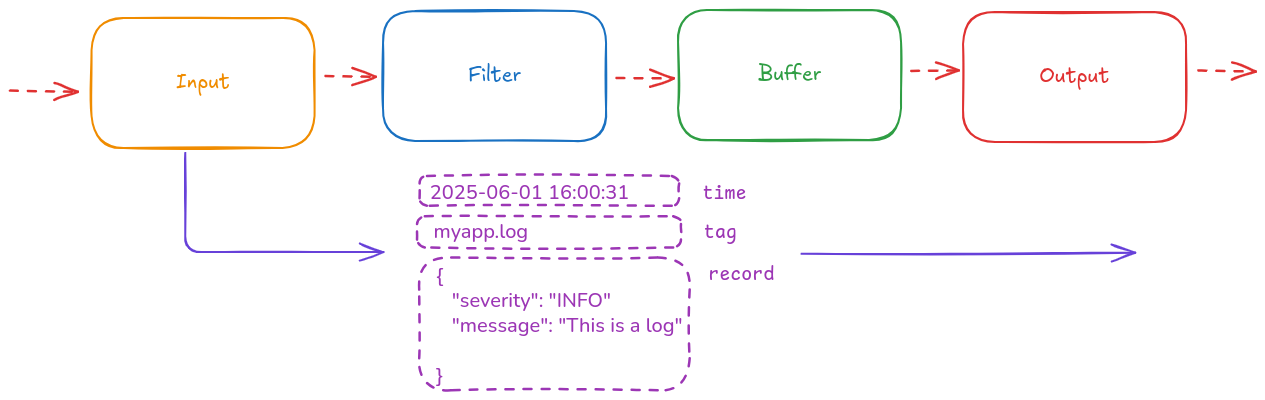 Input
Filter
Buffer
Output
2025-06-01 16:00:31
time
myapp.log
tag
record
{
"severity": "INFO"
"message": "This is a log"
}